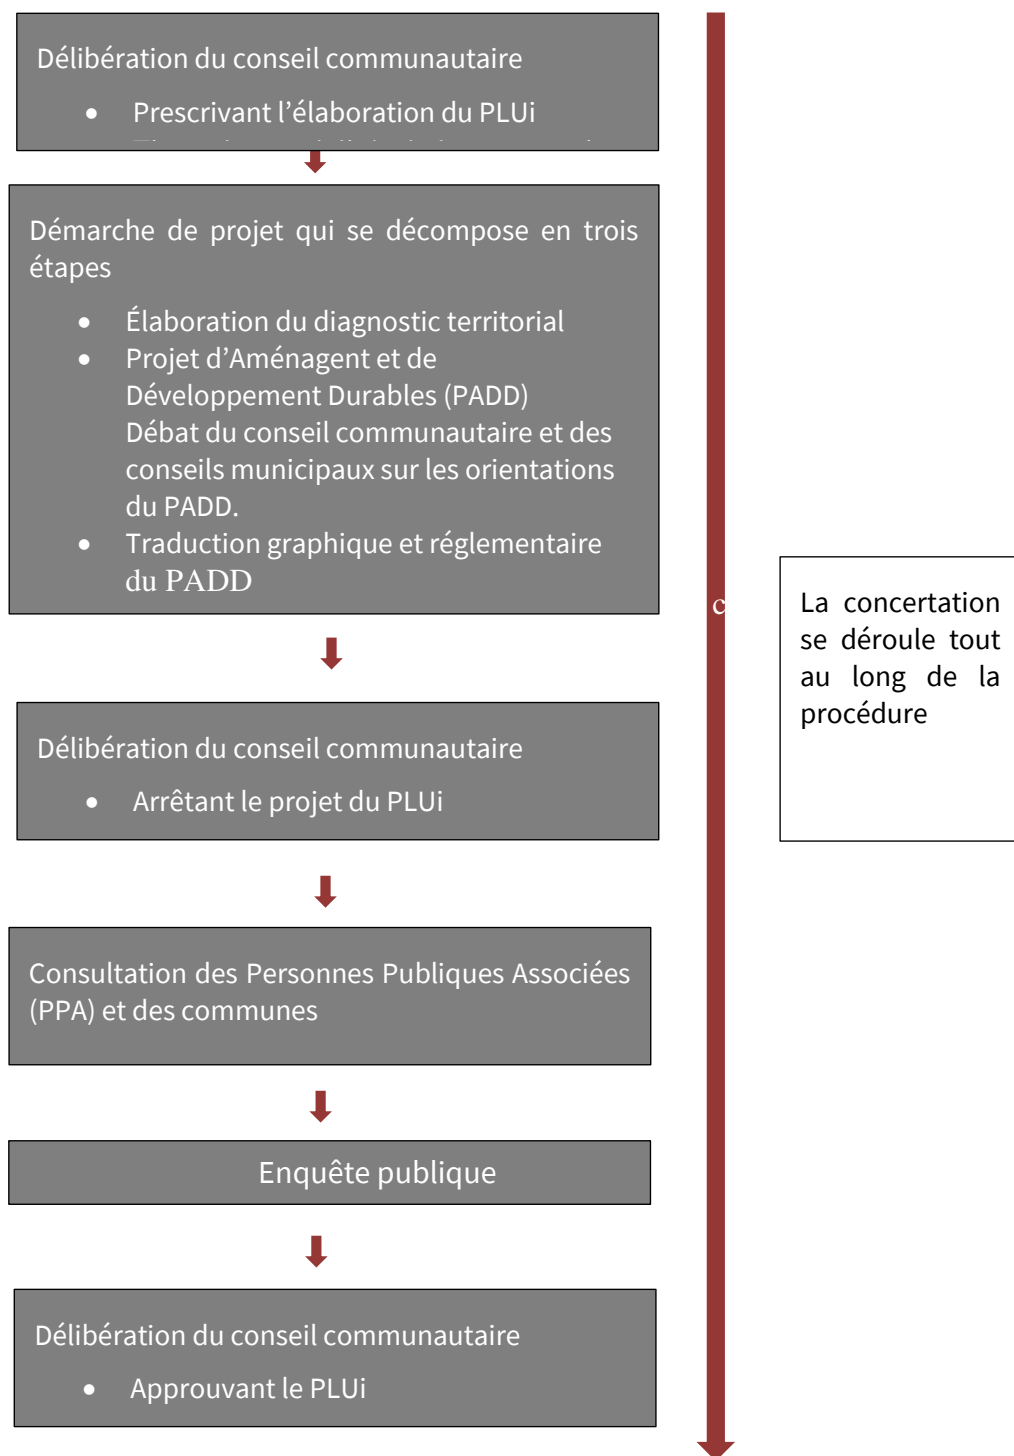 Délibération du conseil communautaire
• Prescrivant l’élaboration du PLUi
Démarche de projet qui se décompose en trois
étapes
• Élaboration du diagnostic territorial
• Projet d’Aménagent et de
Développement Durables (PADD)
Débat du conseil communautaire et des
conseils municipaux sur les orientations
du PADD.
• Traduction graphique et réglementaire
du PADD
c
La concertation
se déroule tout
au long de la
procédure
Délibération du conseil communautaire
• Arrêtant le projet du PLUi
Consultation des Personnes Publiques Associées
(PPA) et des communes
Enquête publique
Délibération du conseil communautaire
• Approuvant le PLUi